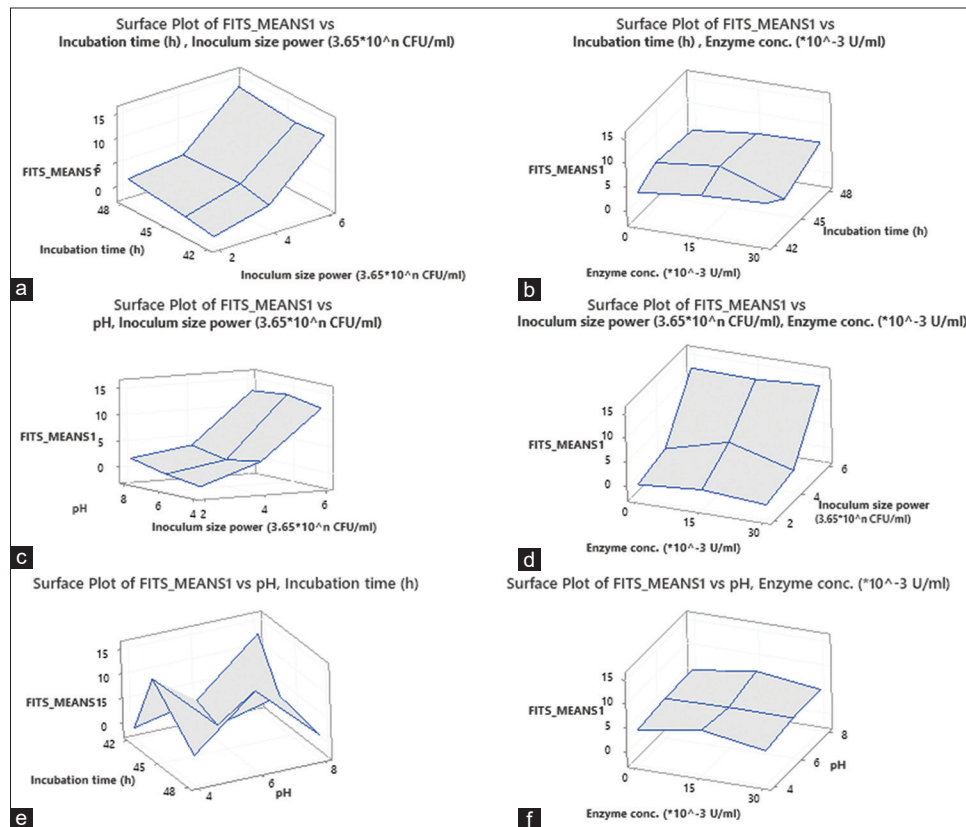 Surface Plot of FITS_MEANS1 vs
Incubation time (h) , Inoculum size power (3.65*10^n CFU/ml)
15
10
5
0
FITS_MEANS1
48
45
42
Incubation time (h)
2
4
6
Inoculum size power (3.65*10^n CFU/ml)
a
Surface Plot of FITS_MEANS1 vs
Incubation time (h) , Enzyme conc. (*10^-3 U/ml)
15
10
5
0
FITS_MEANS1
0
15
30
Enzyme conc. (*10^-3 U/ml)
42
45
48
Incubation time (h)
b
Surface Plot of FITS_MEANS1 vs
pH, Inoculum size power (3.65*10^n CFU/ml)
15
10
5
0
FITS_MEANS1
8
6
4
pH
2
4
6
Inoculum size power (3.65*10^n CFU/ml)
c
Surface Plot of FITS_MEANS1 vs
Inoculum size power (3.65*10^n CFU/ml), Enzyme conc. (*10^-3 U/ml)
15
10
5
0
FITS_MEANS1
0
15
30
Enzyme conc. (*10^-3 U/ml)
2
4
6
Inoculum size power
(3.65*10^n CFU/ml)
d
Surface Plot of FITS_MEANS1 vs pH, Incubation time (h)
15
10
5
0
FITS_MEANS1
42
45
48
Incubation time (h)
4
6
8
pH
e
Surface Plot of FITS_MEANS1 vs pH, Enzyme conc. (*10^-3 U/ml)
15
10
5
0
FITS_MEANS1
0
15
30
Enzyme conc. (*10^-3 U/ml)
4
6
8
pH
f